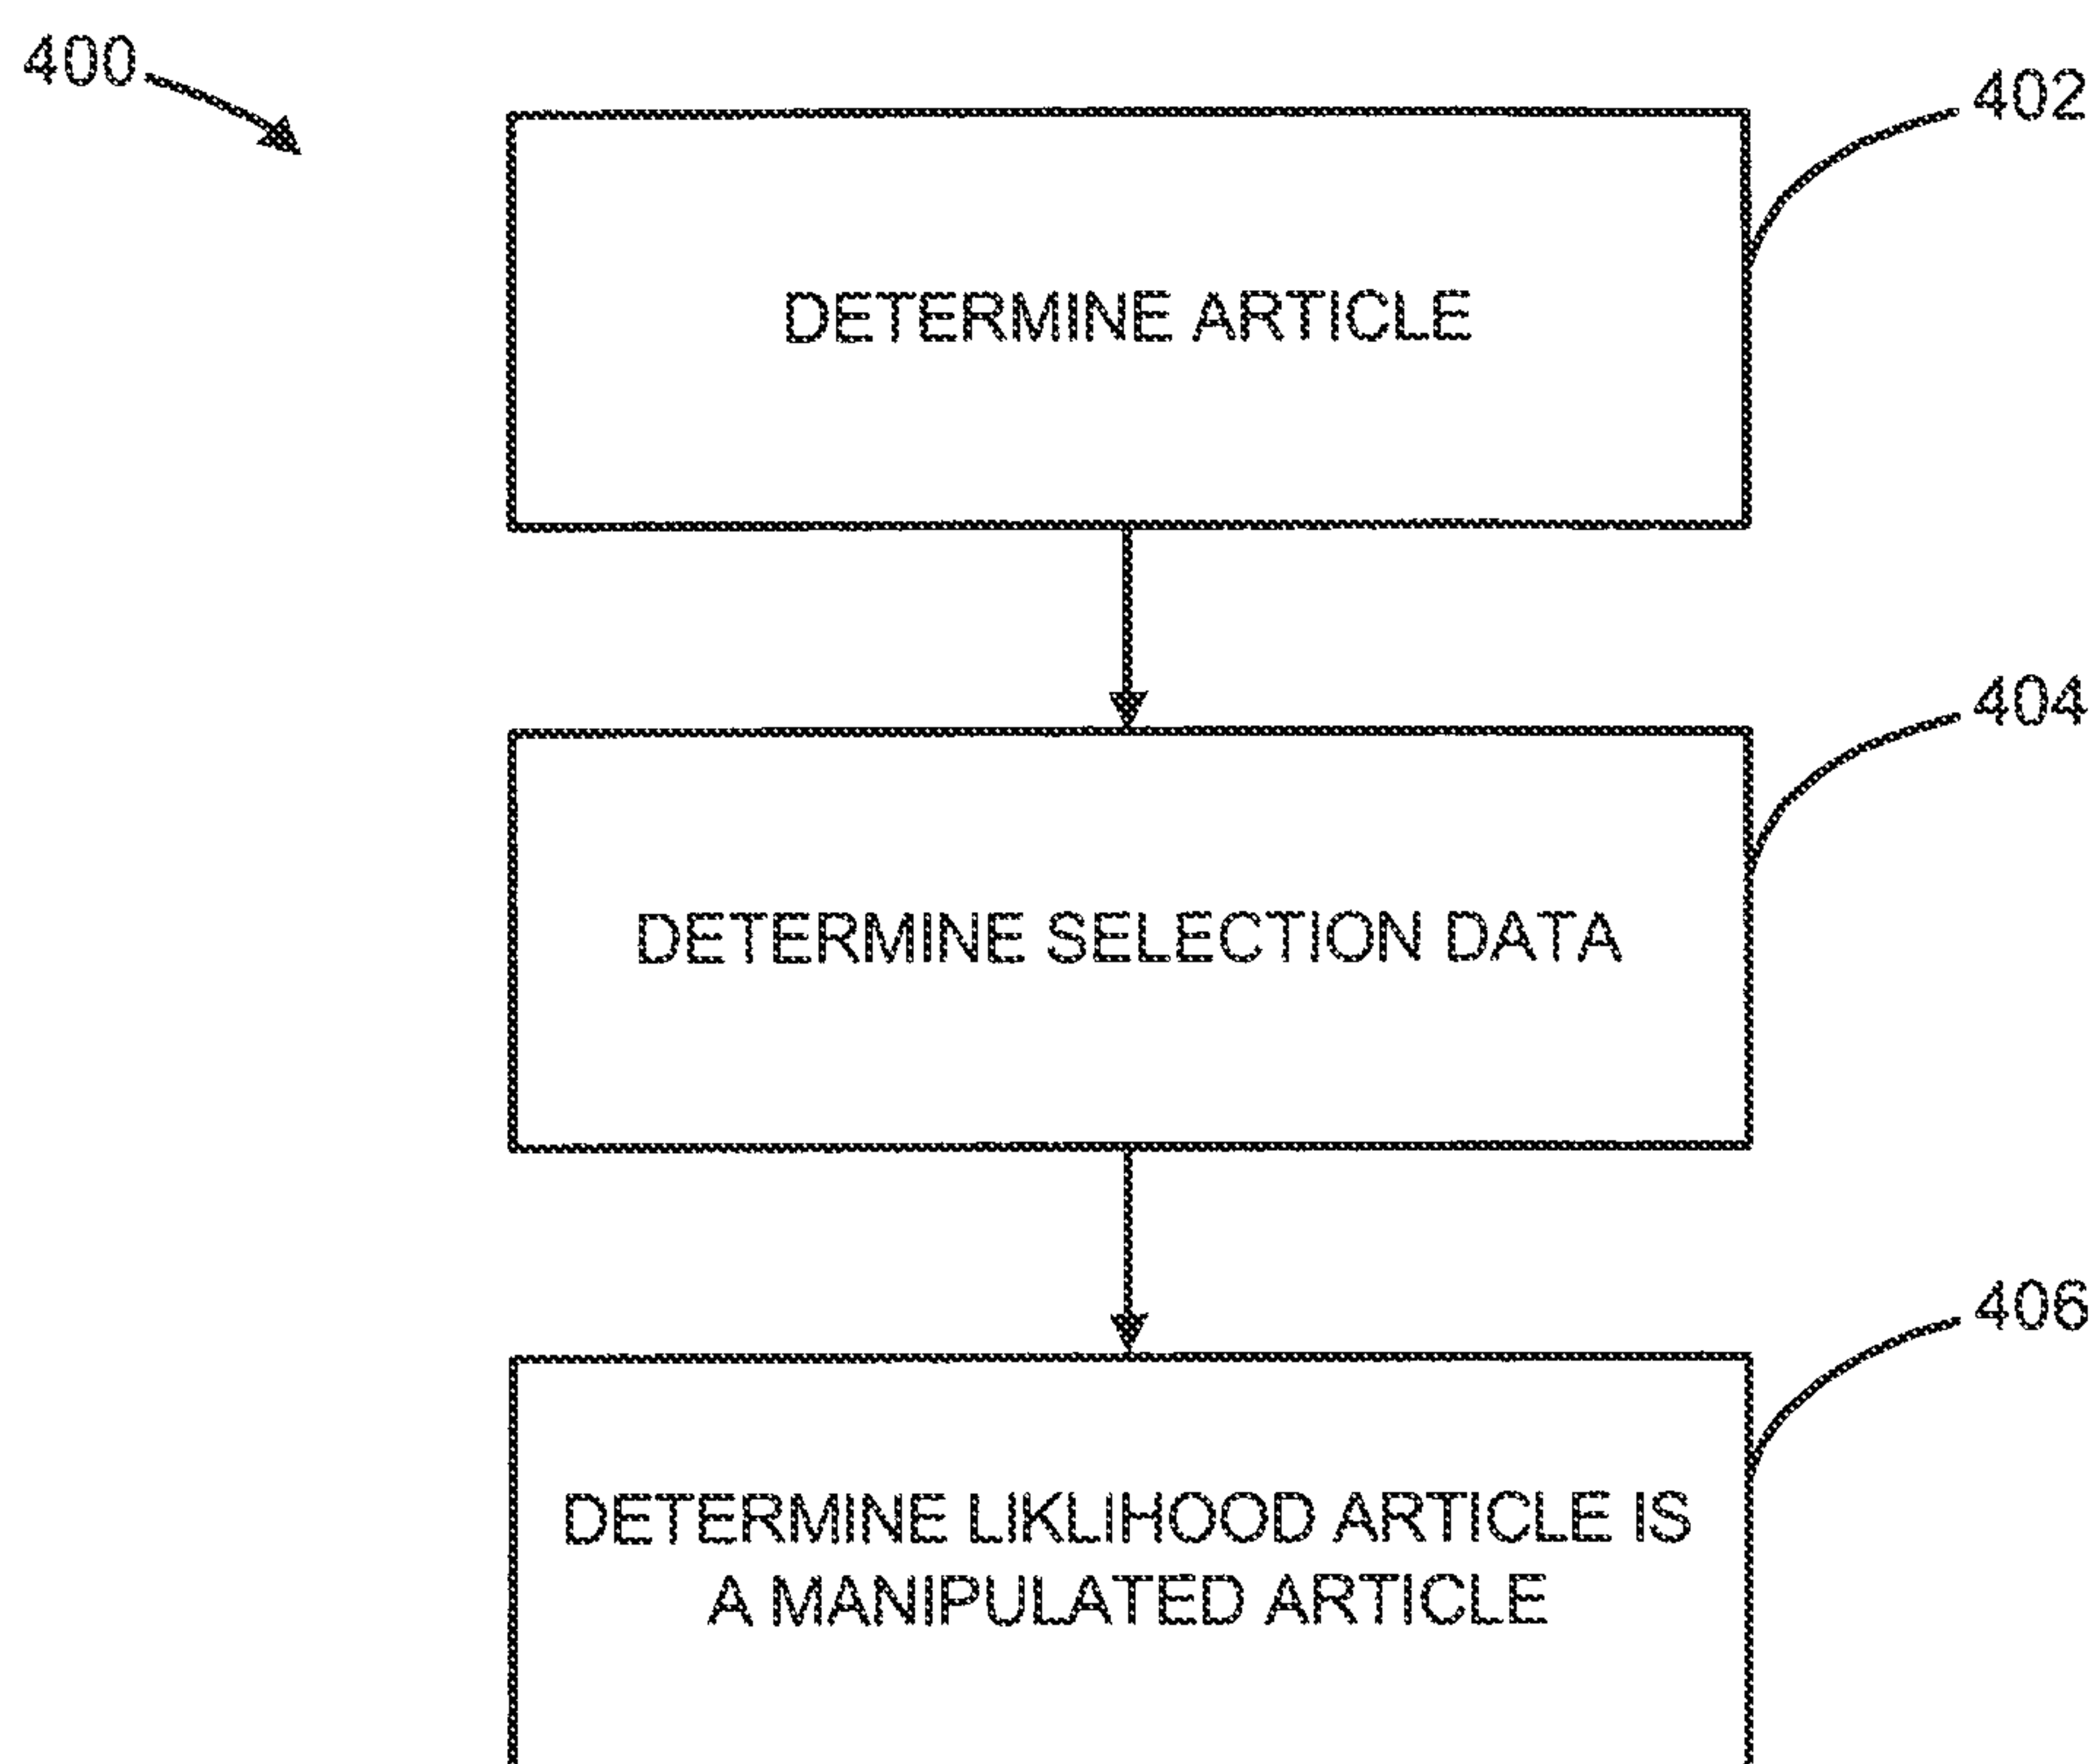 400
402
DETERMINE ARTICLE
404
DETERMINE SELECTION DATA
406
DETERMINE LIKLIHOOD ARTICLE IS
A MANIPULATED ARTICLE